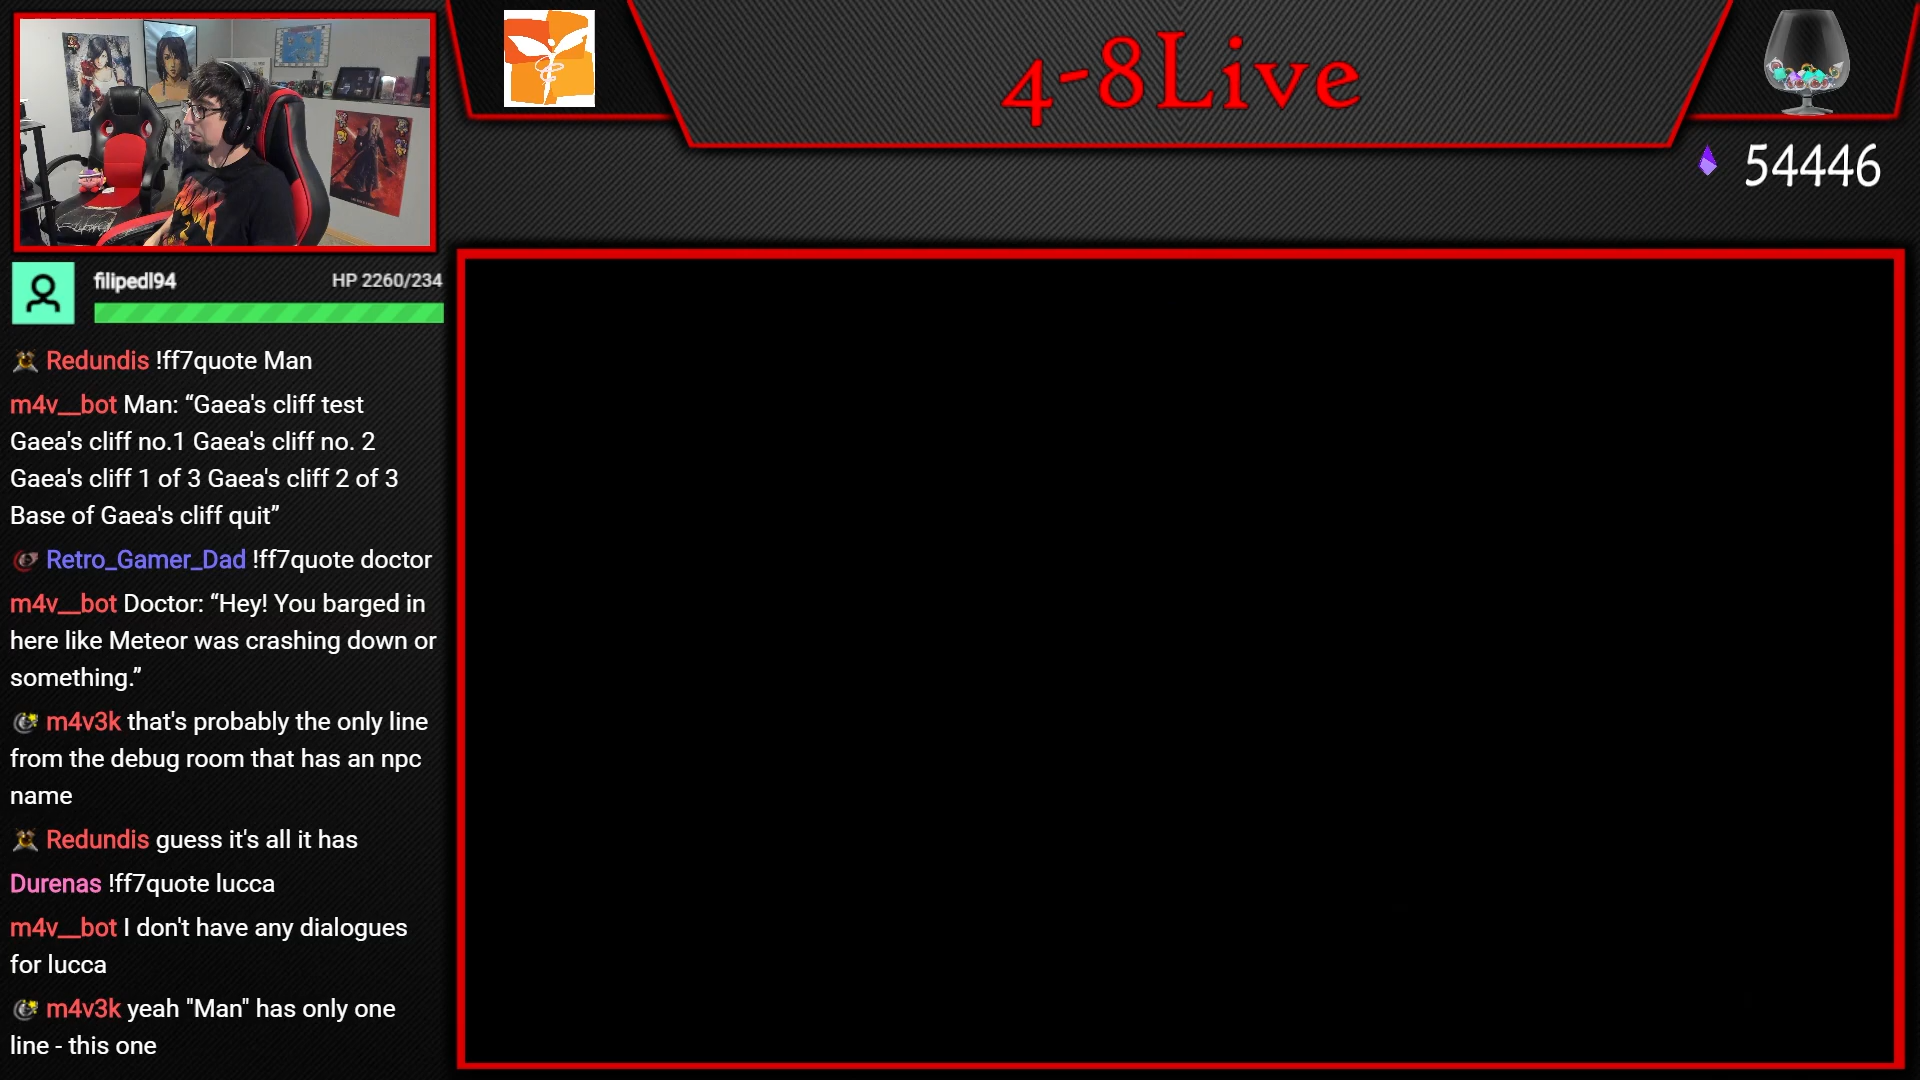 4-8Live
54446
filipedl94 HP 2260/234
Redundis !ff7quote Man
m4v__bot Man: “Gaea's cliff test
Gaea's cliff no.1 Gaea's cliff no. 2
Gaea's cliff 1 of 3 Gaea's cliff 2 of 3
Base of Gaea's cliff quit”
Retro_Gamer_Dad !ff7quote doctor
m4v__bot Doctor: “Hey! You barged in
here like Meteor was crashing down or
something.”
m4v3k that's probably the only line
from the debug room that has an npc
name
Redundis guess it's all it has
Durenas !ff7quote lucca
m4v__bot I don't have any dialogues
for lucca
m4v3k yeah "Man" has only one
line - this one